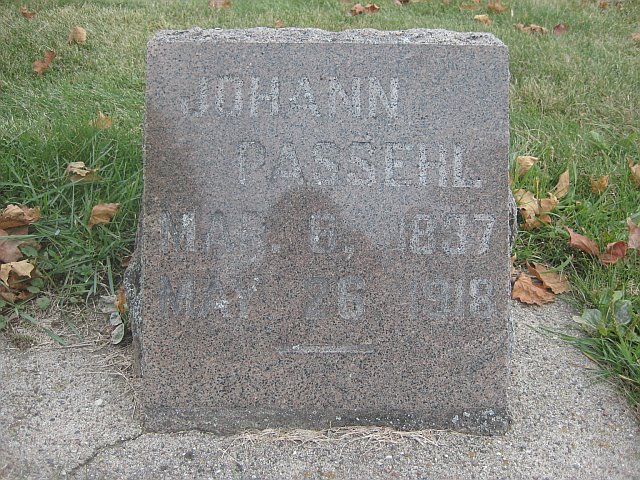 JOHANN
PASSEHL
MAR. 6, 1837
MAY 26 1918